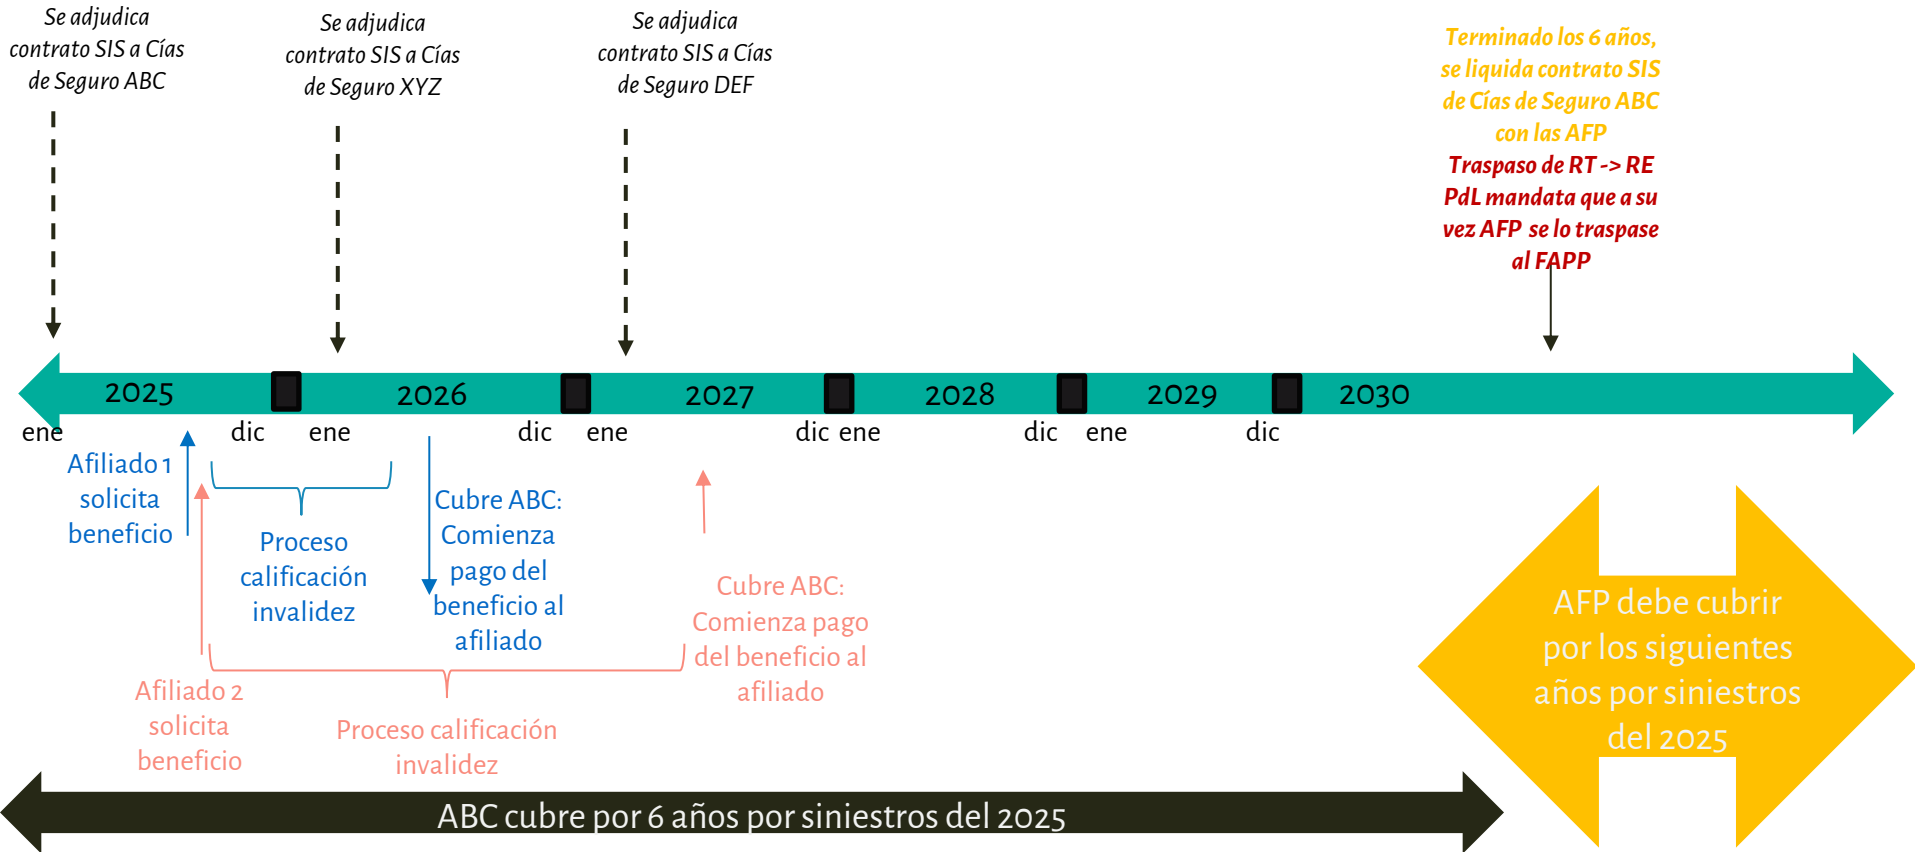 Se adjudica
contrato SIS a Cías
de Seguro ABC
Se adjudica
contrato SIS a Cías
de Seguro XYZ
Se adjudica
contrato SIS a Cías
de Seguro DEF
Terminado los 6 años,
se liquida contrato SIS
de Cías de Seguro ABC
con las AFP
Traspaso de RT -> RE
PdL mandata que a su
vez AFP se lo traspase
al FAPP
2025
2026
2027
2028
2029
2030
ene
dic
ene
dic
ene
dic
ene
dic
ene
dic
Afiliado 1
solicita
beneficio
Proceso
calificación
invalidez
Cubre ABC:
Comienza
pago del
beneficio al
afiliado
Cubre ABC:
Comienza pago
del beneficio al
afiliado
Afiliado 2
solicita
beneficio
Proceso calificación
invalidez
AFP debe cubrir
por los siguientes
años por siniestros
del 2025
ABC cubre por 6 años por siniestros del 2025